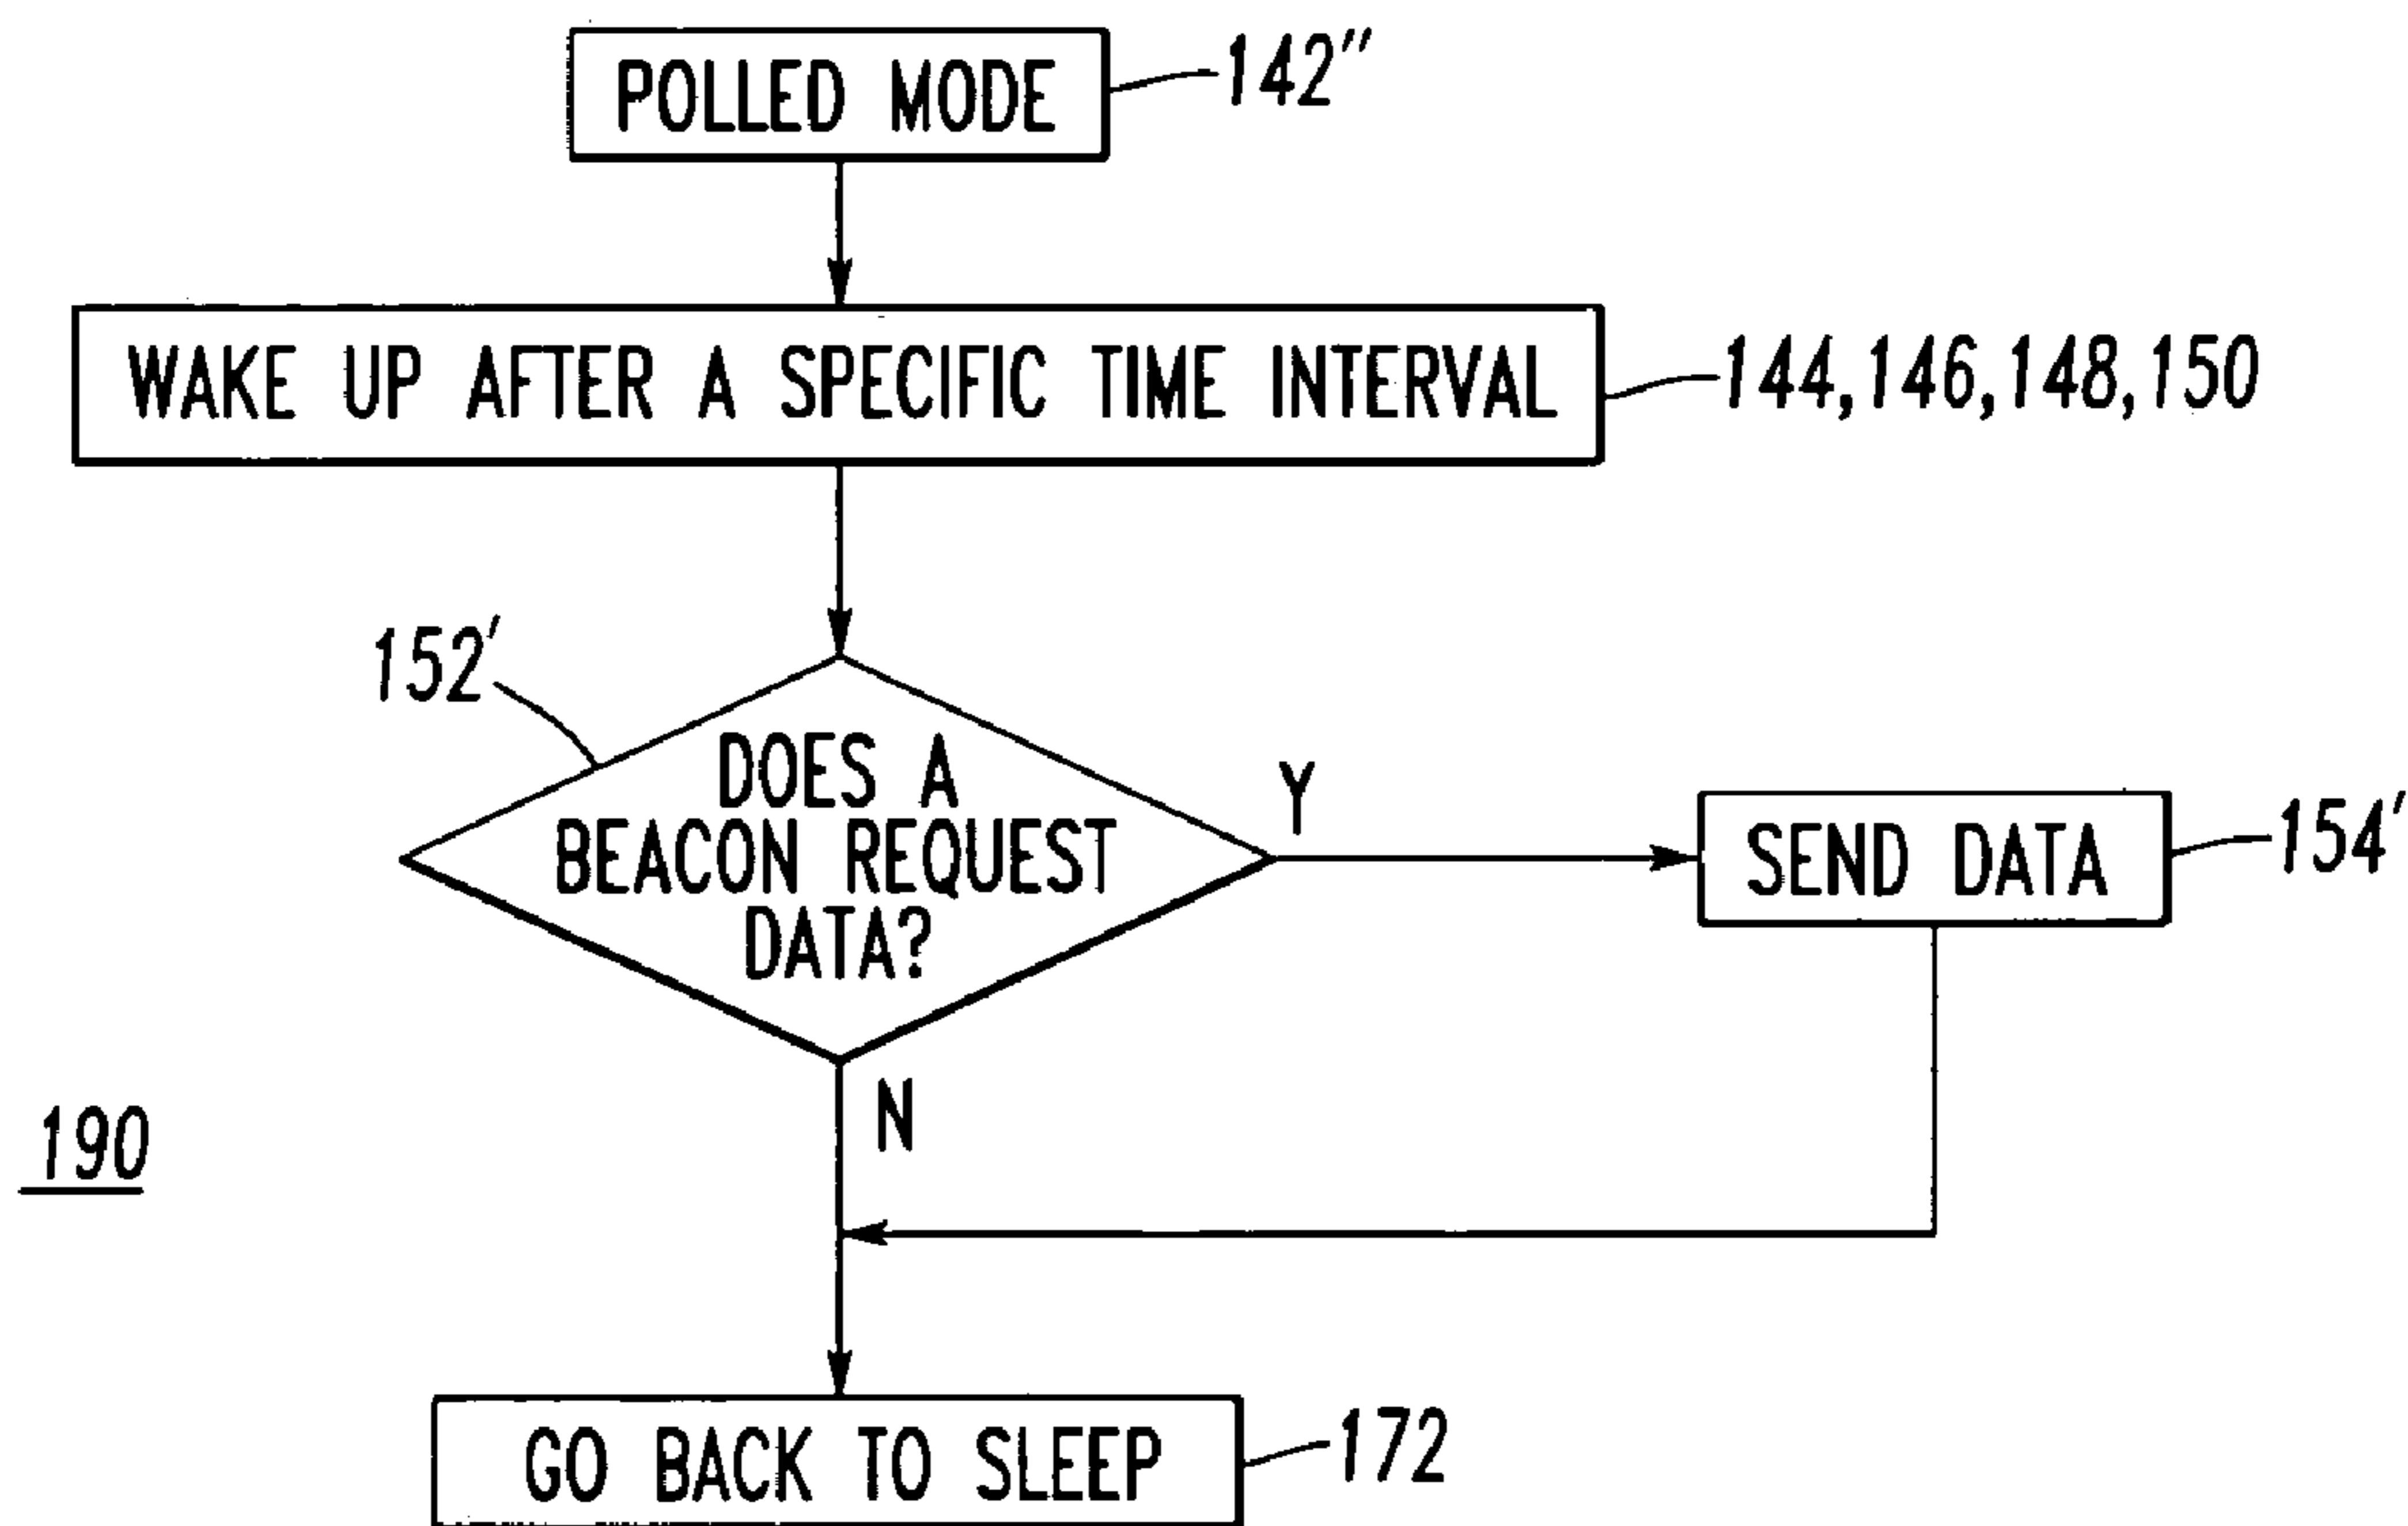 POLLED MODE
142"
WAKE UP AFTER A SPECIFIC TIME INTERVAL
144,146,148,150
152'
DOES A
BEACON REQUEST
DATA?
Y
SEND DATA
154'
N
190
GO BACK TO SLEEP
172